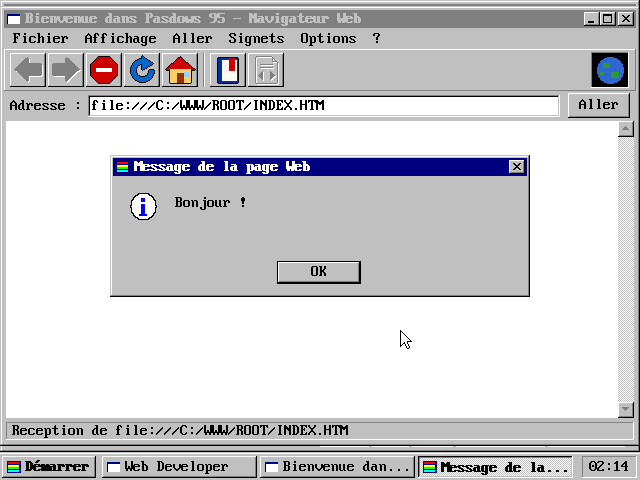 Bienvenue dans Pasdows 95 - Navigateur Web
Fichier Affichage Aller Signets Options ?
Adresse : file:///C:/WWW/ROOT/INDEX.HTM Aller
Message de la page Web
Bonjour !
OK
Reception de file:///C:/WWW/ROOT/INDEX.HTM
Démarrer Web Developer Bienvenue dan... Message de la... 02:14